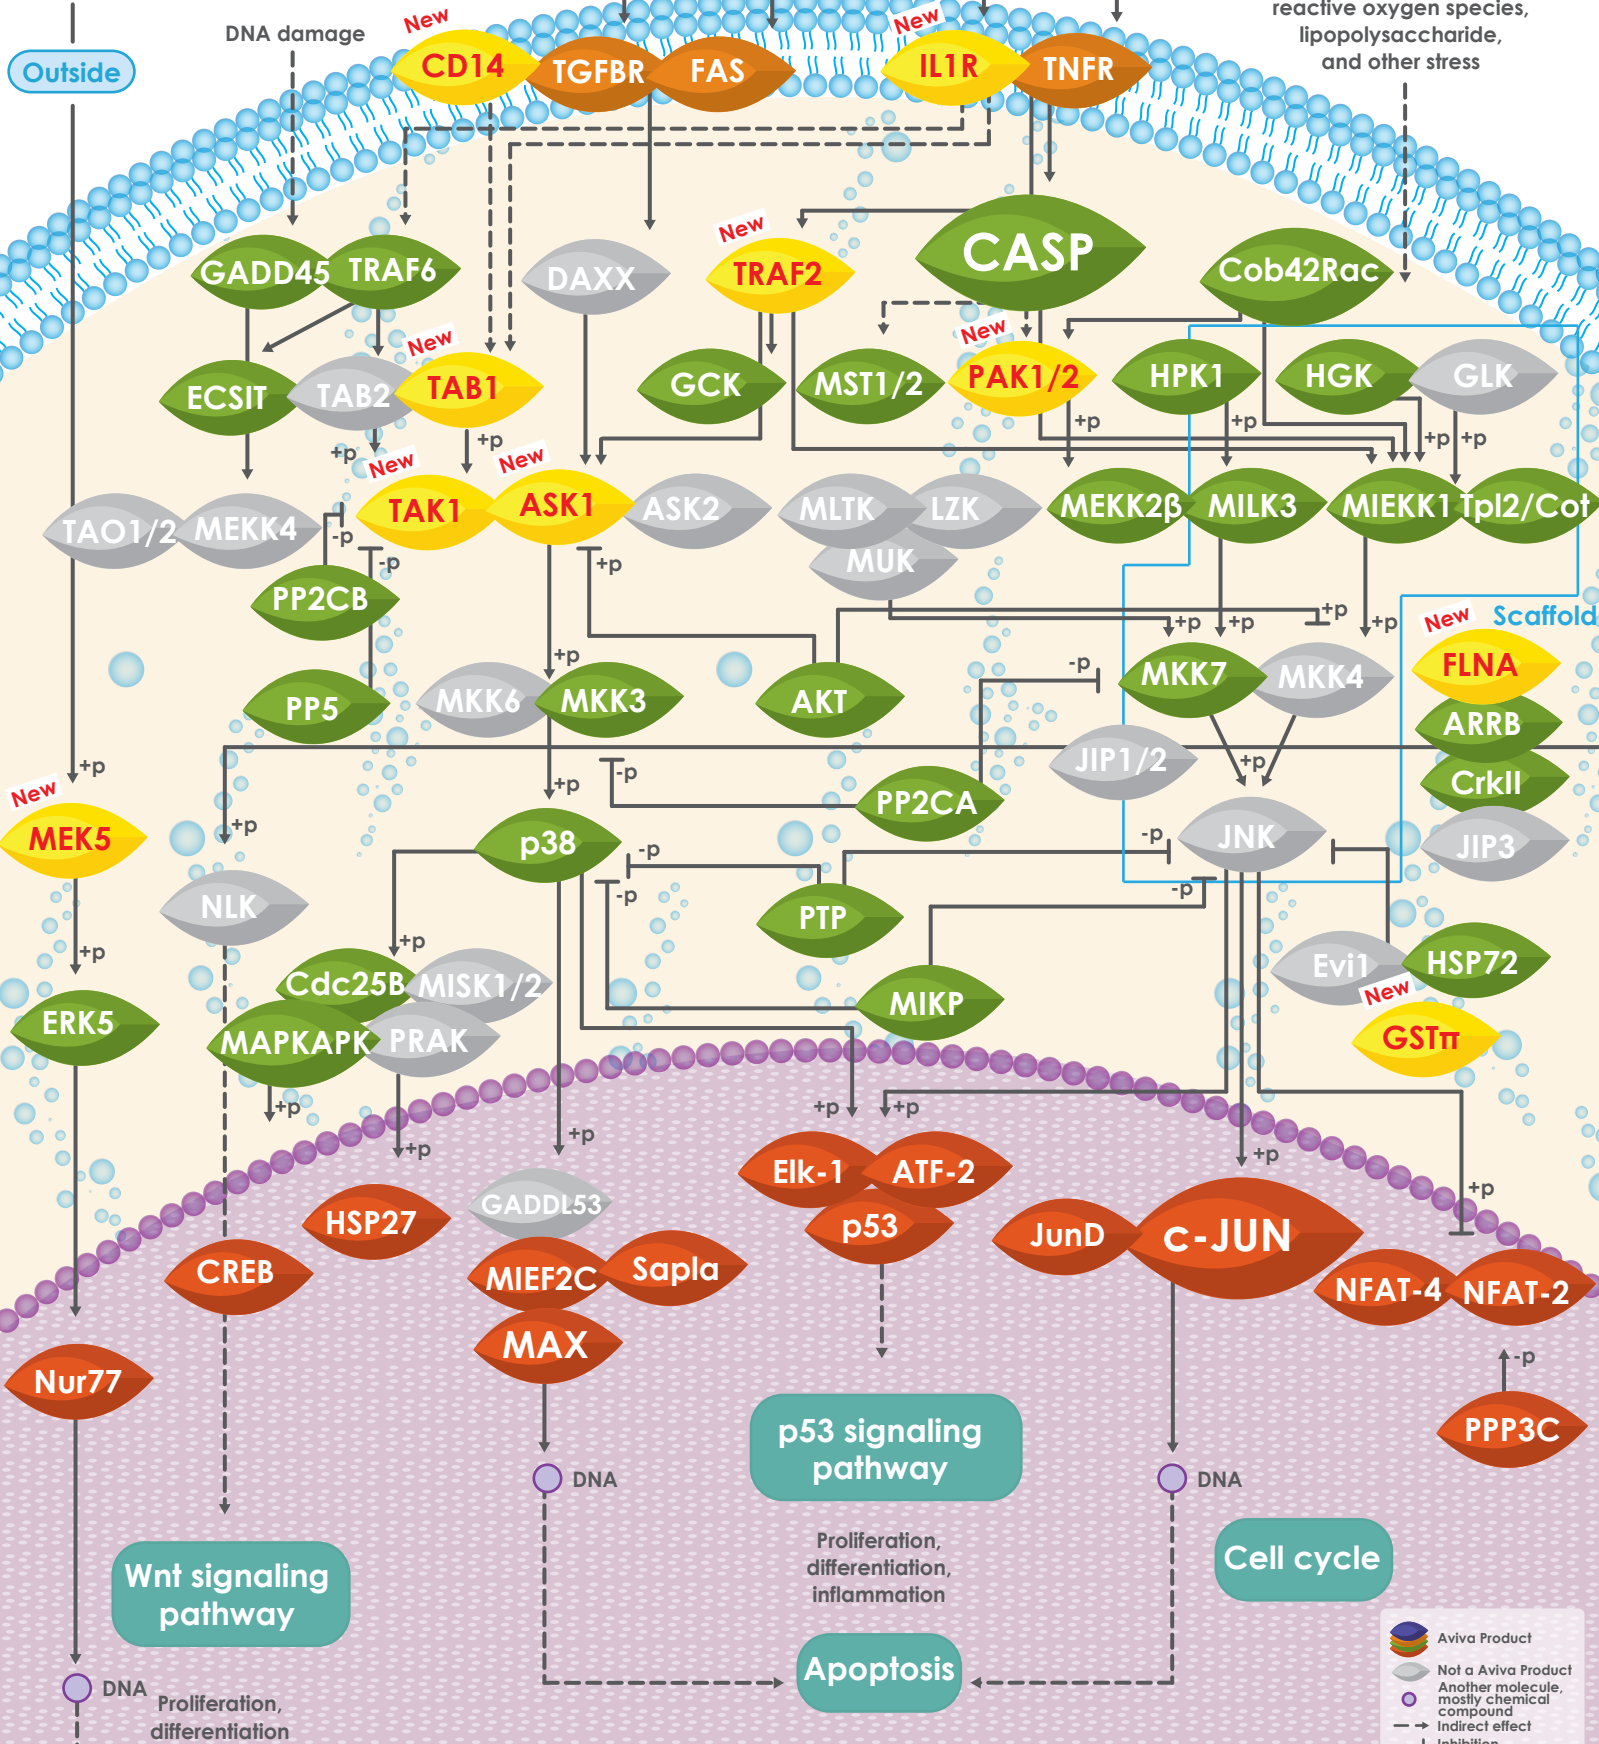 reactive oxygen species,
lipopolysaccharide,
and other stress
DNA damage
Outside
New
CD14
TGFBR
FAS
New
IL1R
TNFR
GADD45
TRAF6
DAXX
New
TRAF2
CASP
Cob42Rac
ECSIT
TAB2
New
TAB1
GCK
MST1/2
New
PAK1/2
HPK1
HGK
GLK
+p
+p
+p
+p
+p
+p
TAO1/2
MEKK4
New
TAK1
New
ASK1
ASK2
MLTK
LZK
MUK
MEKK2β
MILK3
MIEKK1
Tpl2/Cot
-p
-p
+p
PP2CB
+p
+p
+p
+p
Scaffold
PP5
MKK6
+p
MKK3
AKT
-p
MKK7
MKK4
New
FLNA
ARRB
CrkII
JIP3
JIP1/2
+p
+p
+p
-p
PP2CA
New
MEK5
+p
p38
-p
-p
-p
JNK
-p
NLK
PTP
+p
+p
Cdc25B
MISK1/2
MAPKAPK
PRAK
MIKP
Evi1
HSP72
New
GSTπ
ERK5
+p
+p
+p
+p
+p
+p
+p
HSP27
GADDL53
Elk-1
ATF-2
p53
JunD
c-JUN
CREB
MIEF2C
Sapla
MAX
NFAT-4
NFAT-2
-p
PPP3C
Nur77
p53 signaling
pathway
DNA
DNA
Proliferation,
differentiation,
inflammation
Cell cycle
Wnt signaling
pathway
Apoptosis
DNA
Proliferation,
differentiation
Aviva Product
Not a Aviva Product
Another molecule,
mostly chemical
compound
Indirect effect
Inhibition